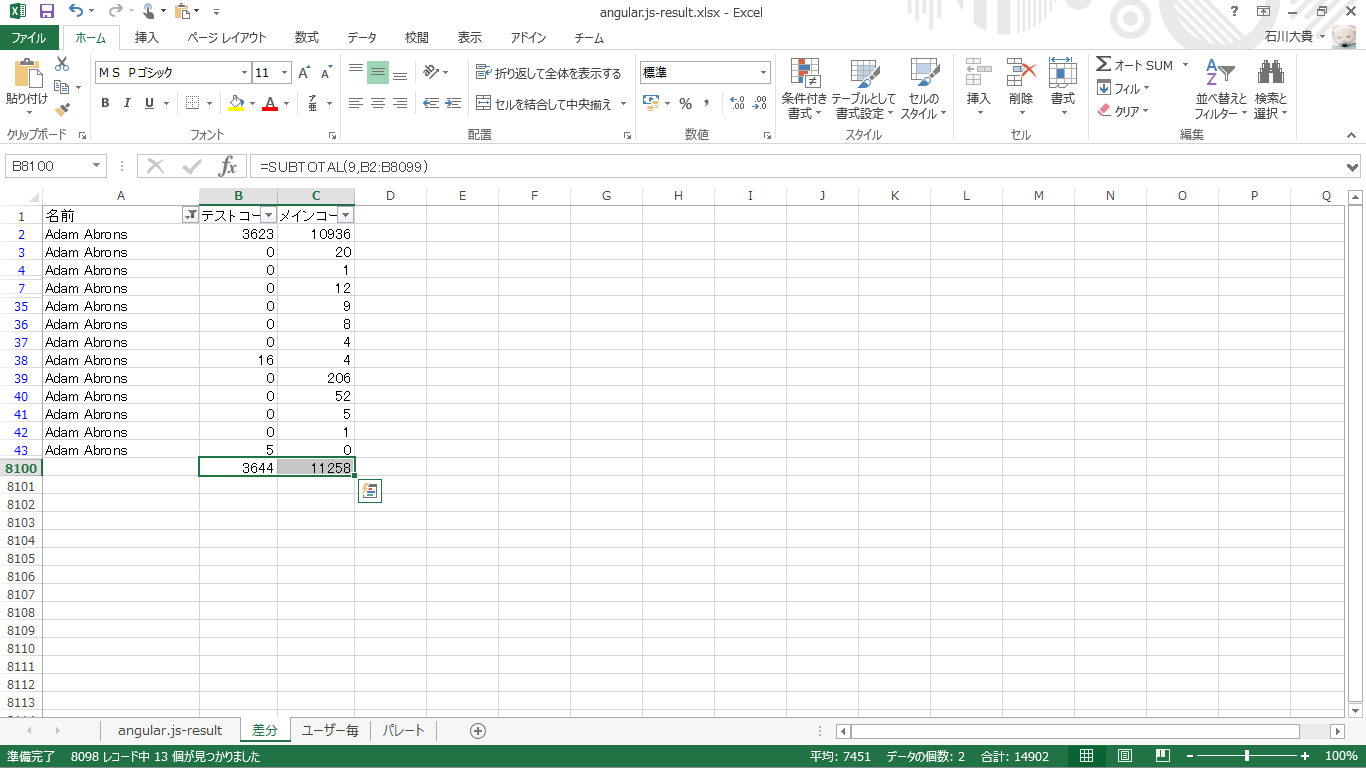 angular.js-result.xlsx - Excel
ファイル ホーム 挿入 ページ レイアウト 数式 データ 校閲 表示 アドイン チーム 石川大貴
ＭＳ Ｐゴシック 11 折り返して全体を表示する 標準 オート SUM
貼り付け B I U セルを結合して中央揃え % 条件付き テーブルとして セルの 挿入 削除 書式 フィル 並べ替えと 検索と
書式 書式設定 スタイル クリア フィルター 選択
クリップボード フォント 配置 数値 スタイル セル 編集
B8100 fx =SUBTOTAL(9,B2:B8099)
A B C D E F G H I J K L M N O P Q
1 名前 テストコー メインコー
2 Adam Abrons 3623 10936
3 Adam Abrons 0 20
4 Adam Abrons 0 1
7 Adam Abrons 0 12
35 Adam Abrons 0 9
36 Adam Abrons 0 8
37 Adam Abrons 0 4
38 Adam Abrons 16 4
39 Adam Abrons 0 206
40 Adam Abrons 0 52
41 Adam Abrons 0 5
42 Adam Abrons 0 1
43 Adam Abrons 5 0
8100 3644 11258
8101
8102
8103
8104
8105
8106
8107
8108
8109
8110
8111
8112
8113
angular.js-result 差分 ユーザー毎 パレート
準備完了 8098 レコード中 13 個が見つかりました 平均: 7451 データの個数: 2 合計: 14902 100%